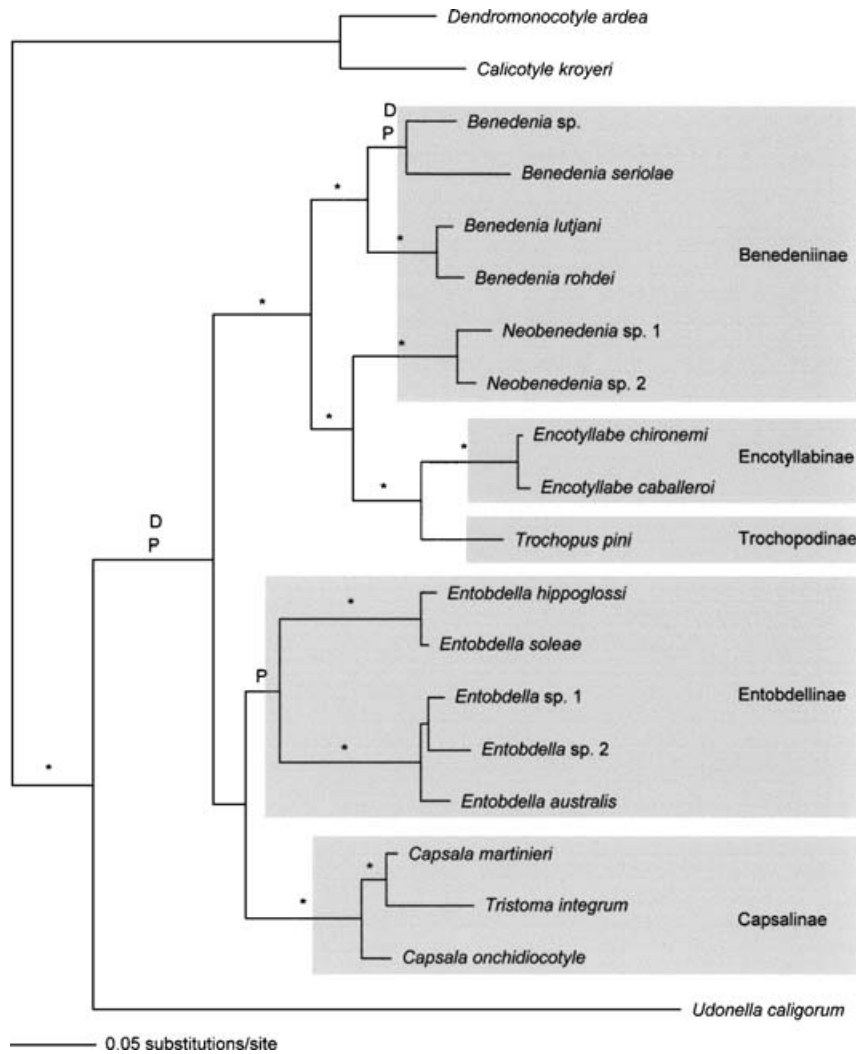 Dendromonocotyle ardea
Calicotyle kroyeri
D
P
Benedenia sp.
*
Benedenia seriolae
*
Benedenia lutjani
Benedeniinae
Benedenia rohdei
*
*
Neobenedenia sp. 1
Neobenedenia sp. 2
*
Encotyllabe chironemi
*
Encotyllabinae
Encotyllabe caballeroi
*
D
P
Trochopus pini
Trochopodinae
*
Entobdella hippoglossi
Entobdella soleae
P
Entobdella sp. 1
Entobdellinae
*
Entobdella sp. 2
*
Entobdella australis
Capsala martinieri
*
*
Tristoma integrum
Capsalinae
Capsala onchidiocotyle
Udonella caligorum
0.05 substitutions/site